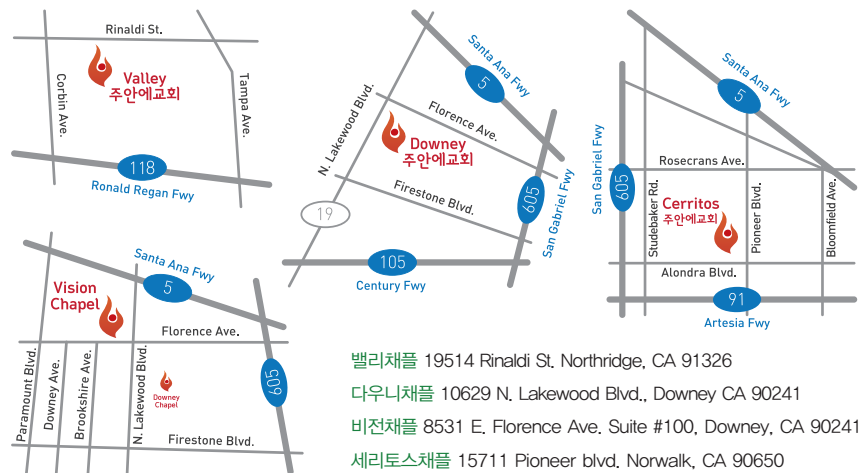 Rinaldi St.
Corbin Ave.
Valley
주안에교회
Tampa Ave.
118
Ronald Regan Fwy
Santa Ana Fwy
5
N. Lakewood Blvd.
Florence Ave.
Downey
주안에교회
Firestone Blvd.
19
605
San Gabriel Fwy
105
Century Fwy
Santa Ana Fwy
5
San Gabriel Fwy
605
Rosecrans Ave.
Studebaker Rd.
Cerritos
주안에교회
Pioneer Blvd.
Bloomfield Ave.
Alondra Blvd.
91
Artesia Fwy
Santa Ana Fwy
5
Vision
Chapel
Florence Ave.
Paramount Blvd.
Downey Ave.
Brookshire Ave.
N. Lakewood Blvd.
Downey
Chapel
605
Firestone Blvd.
밸리채플 19514 Rinaldi St. Northridge, CA 91326
다우니채플 10629 N. Lakewood Blvd., Downey CA 90241
비전채플 8531 E. Florence Ave. Suite #100, Downey, CA 90241
세리토스채플 15711 Pioneer blvd. Norwalk, CA 90650